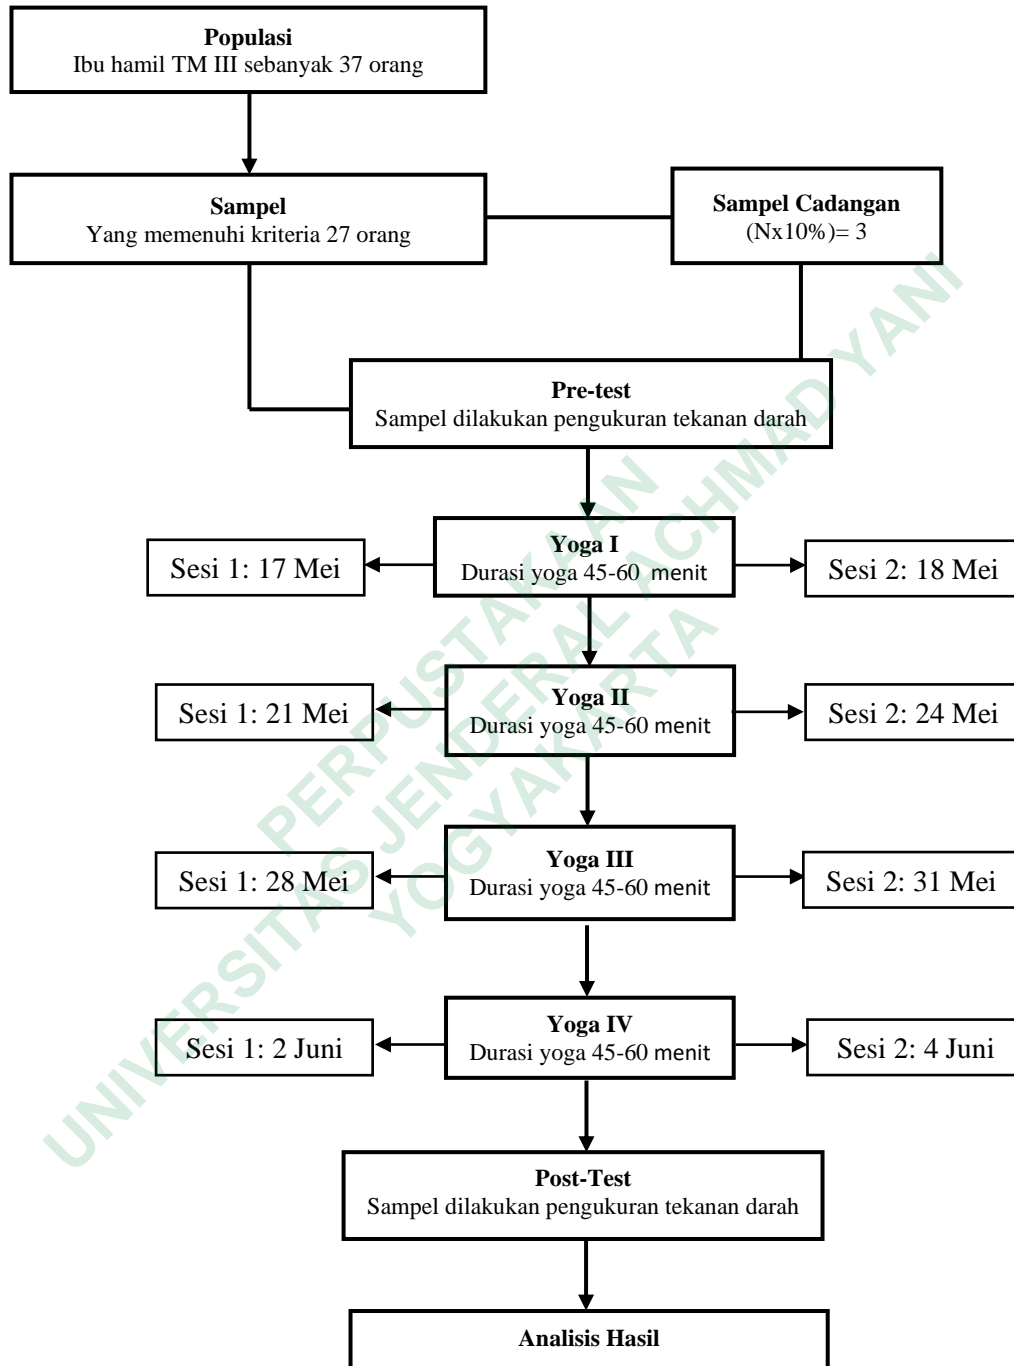 Populasi
Ibu hamil TM III sebanyak 37 orang
Sampel
Yang memenuhi kriteria 27 orang
Sampel Cadangan
(Nx10%)= 3
Pre-test
Sampel dilakukan pengukuran tekanan darah
Yoga I
Durasi yoga 45-60 menit
Sesi 1: 17 Mei
Sesi 2: 18 Mei
Yoga II
Durasi yoga 45-60 menit
Sesi 1: 21 Mei
Sesi 2: 24 Mei
Yoga III
Durasi yoga 45-60 menit
Sesi 1: 28 Mei
Sesi 2: 31 Mei
Yoga IV
Durasi yoga 45-60 menit
Sesi 1: 2 Juni
Sesi 2: 4 Juni
Post-Test
Sampel dilakukan pengukuran tekanan darah
Analisis Hasil
PERPUSTAKAAN
UNIVERSITAS JENDERAL ACHMAD YANI
YOGYAKARTA